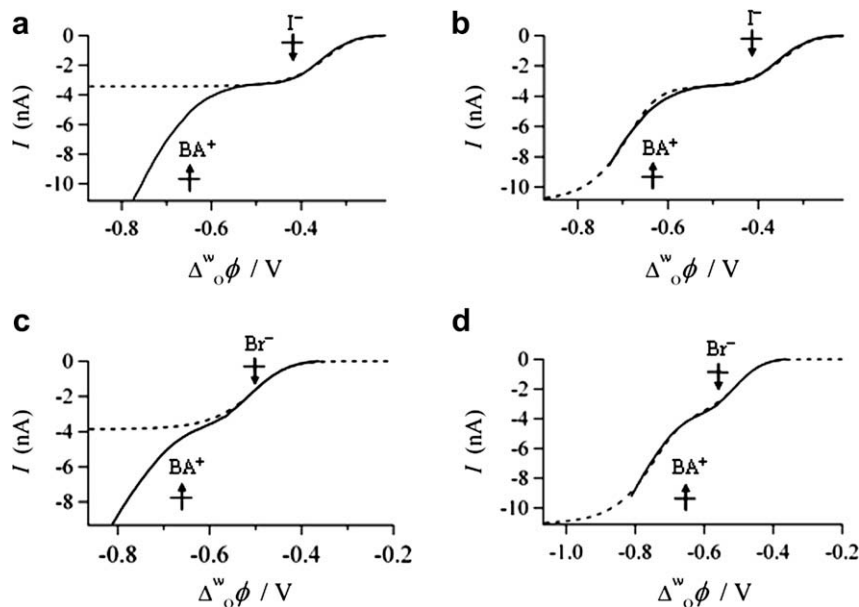 a
I⁻
0
-2
-4
-6
-8
-10
I (nA)
BA⁺
-0.8 -0.6 -0.4
Δʷₒϕ / V
b
I⁻
0
-2
-4
-6
-8
-10
I (nA)
BA⁺
-0.8 -0.6 -0.4
Δʷₒϕ / V
c
Br⁻
0
-2
-4
-6
-8
I (nA)
BA⁺
-0.8 -0.6 -0.4 -0.2
Δʷₒϕ / V
d
Br⁻
0
-2
-4
-6
-8
-10
I (nA)
BA⁺
-1.0 -0.8 -0.6 -0.4 -0.2
Δʷₒϕ / V